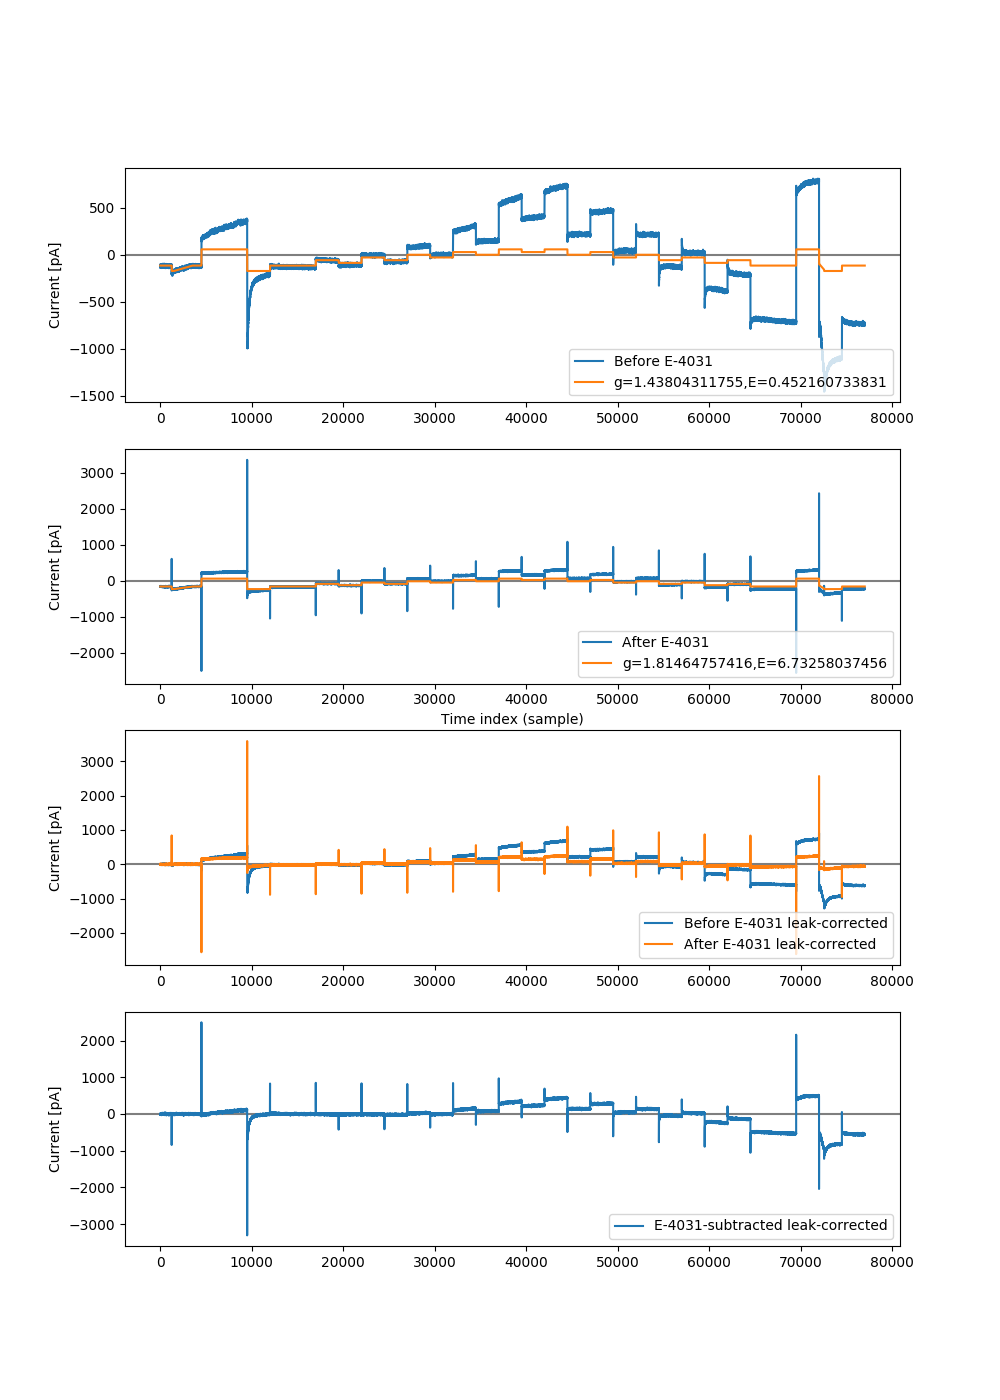 500
0
−500
−1000
−1500
Current [pA]
Before E-4031
g=1.43804311755,E=0.452160733831
0 10000 20000 30000 40000 50000 60000 70000 80000
3000
2000
1000
0
−1000
−2000
Current [pA]
After E-4031
g=1.81464757416,E=6.73258037456
0 10000 20000 30000 40000 50000 60000 70000 80000
Time index (sample)
3000
2000
1000
0
−1000
−2000
Current [pA]
Before E-4031 leak-corrected
After E-4031 leak-corrected
0 10000 20000 30000 40000 50000 60000 70000 80000
2000
1000
0
−1000
−2000
−3000
Current [pA]
E-4031-subtracted leak-corrected
0 10000 20000 30000 40000 50000 60000 70000 80000